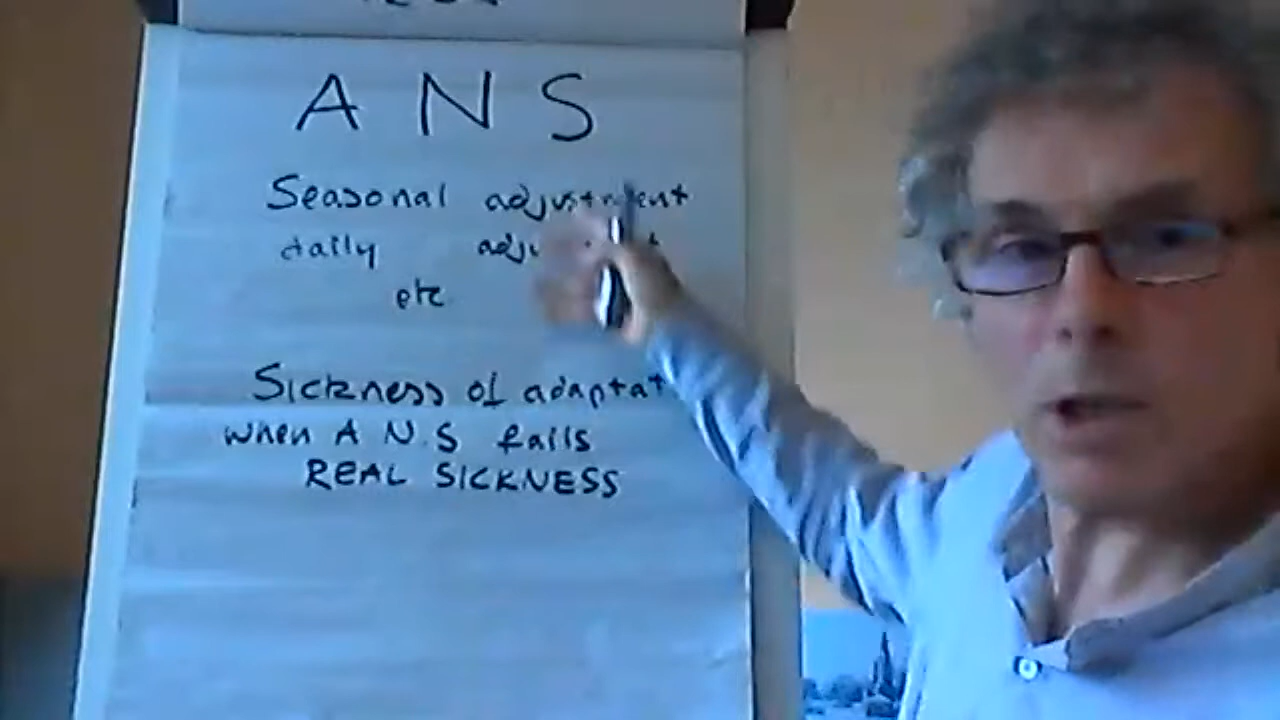 A N S
Seasonal adjustment
daily
etc
Sickness of adaptat
when A N.S fails
REAL SICKNESS